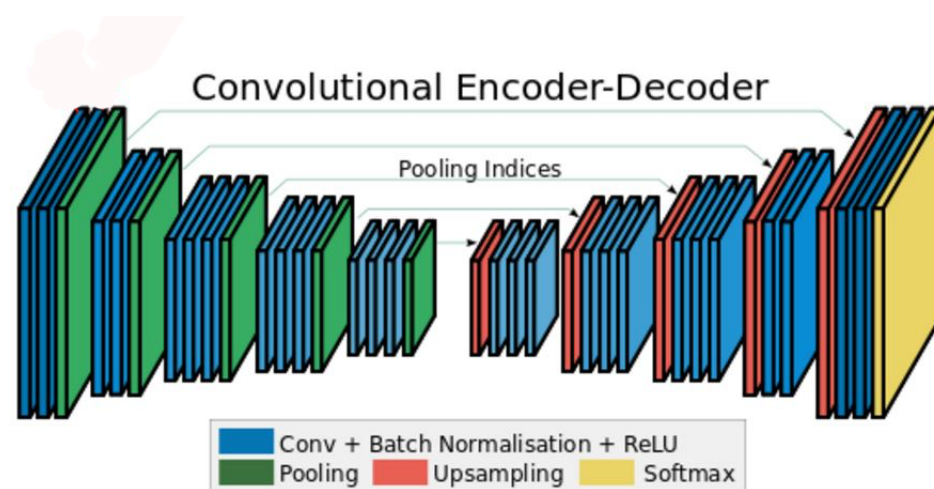 Convolutional Encoder-Decoder
Pooling Indices
Conv + Batch Normalisation + ReLU
Pooling Upsampling Softmax